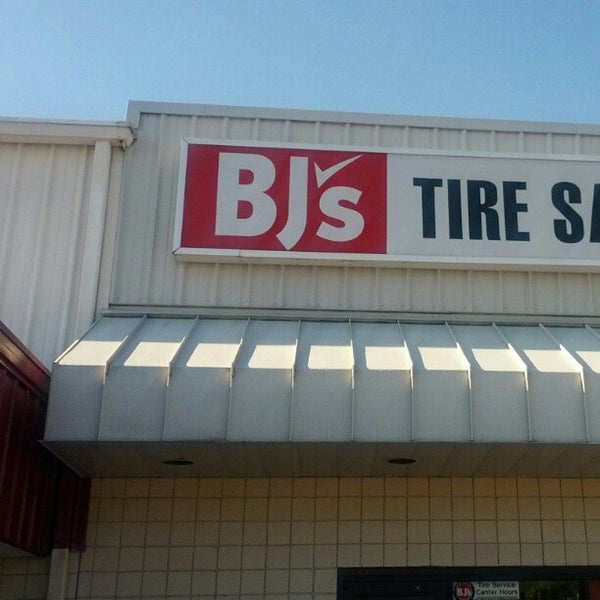 BJ's TIRE SA
BJ's Tire Service
Center Hours